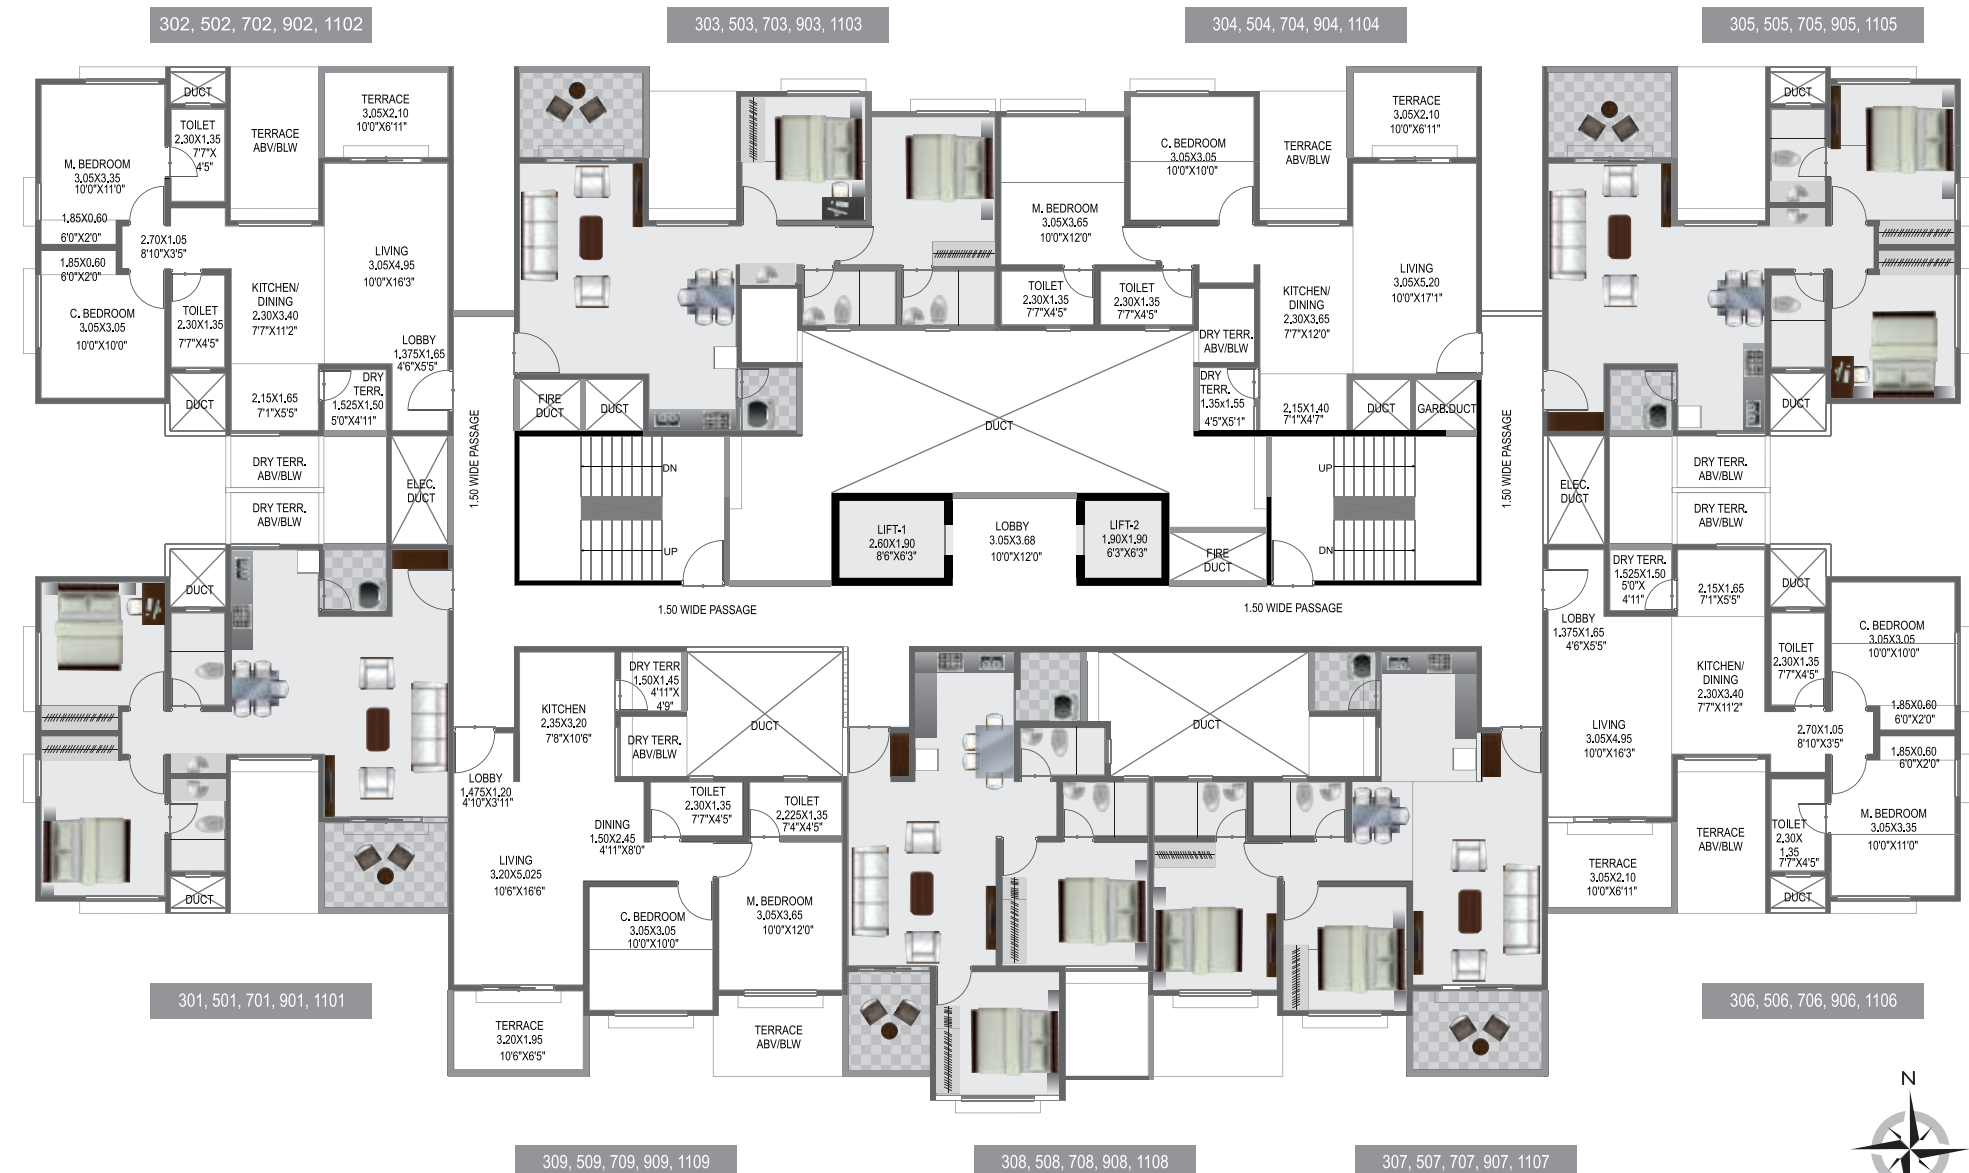 302, 502, 702, 902, 1102
303, 503, 703, 903, 1103
304, 504, 704, 904, 1104
305, 505, 705, 905, 1105
DUCT
TERRACE
3.05X2.10
10'0"X6'11"
TOILET
2.30X1.35
7'7"X
4'5"
TERRACE
ABV/BLW
M. BEDROOM
3.05X3.35
10'0"X11'0"
1.85X0.60
6'0"X2'0"
2.70X1.05
8'10"X3'5"
1.85X0.60
6'0"X2'0"
LIVING
3.05X4.95
10'0"X16'3"
KITCHEN/
DINING
2.30X3.40
7'7"X11'2"
C. BEDROOM
3.05X3.05
10'0"X10'0"
TOILET
2.30X1.35
7'7"X4'5"
LOBBY
1.375X1.65
4'6"X5'5"
DUCT
2.15X1.65
7'1"X5'5"
DRY
TERR.
1.525X1.50
5'0"X4'11"
DRY TERR.
ABV/BLW
DRY TERR.
ABV/BLW
ELEC.
DUCT
1.50 WIDE PASSAGE
FIRE
DUCT
DUCT
DN
UP
C. BEDROOM
3.05X3.05
10'0"X10'0"
TERRACE
ABV/BLW
TERRACE
3.05X2.10
10'0"X6'11"
M. BEDROOM
3.05X3.65
10'0"X12'0"
LIVING
3.05X5.20
10'0"X17'1"
TOILET
2.30X1.35
7'7"X4'5"
TOILET
2.30X1.35
7'7"X4'5"
KITCHEN/
DINING
2.30X3.65
7'7"X12'0"
DRY TERR.
ABV/BLW
DRY
TERR.
1.35x1.55
4'5"X5'1"
2.15X1.40
7'1"X4'7"
DUCT
GARB.DUCT
DUCT
UP
DN
LIFT-1
2.60X1.90
8'6"X6'3"
LOBBY
3.05X3.68
10'0"X12'0"
LIFT-2
1.90X1.90
6'3"X6'3"
FIRE
DUCT
1.50 WIDE PASSAGE
1.50 WIDE PASSAGE
1.50 WIDE PASSAGE
DUCT
DUCT
ELEC.
DUCT
DRY TERR.
ABV/BLW
DRY TERR.
ABV/BLW
DUCT
DRY TERR.
1.525X1.50
5'0"X
4'11"
2.15X1.65
7'1"X5'5"
DUCT
LOBBY
1.375X1.65
4'6"X5'5"
TOILET
2.30X1.35
7'7"X4'5"
C. BEDROOM
3.05X3.05
10'0"X10'0"
KITCHEN/
DINING
2.30X3.40
7'7"X11'2"
LIVING
3.05X4.95
10'0"X16'3"
2.70X1.05
8'10"X3'5"
1.85X0.60
6'0"X2'0"
1.85X0.60
6'0"X2'0"
TERRACE
ABV/BLW
TOILET
2.30X
1.35
7'7"X4'5"
M. BEDROOM
3.05X3.35
10'0"X11'0"
TERRACE
3.05X2.10
10'0"X6'11"
DUCT
DUCT
KITCHEN
2.35X3.20
7'8"X10'6"
DRY TERR
1.50X1.45
4'11"X
4'9"
DRY TERR.
ABV/BLW
DUCT
DUCT
LOBBY
1.475X1.20
4'10"X3'11"
TOILET
2.30X1.35
7'7"X4'5"
TOILET
2.225X1.35
7'4"X4'5"
DINING
1.50X2.45
4'11"X8'0"
LIVING
3.20X5.025
10'6"X16'6"
C. BEDROOM
3.05X3.05
10'0"X10'0"
M. BEDROOM
3.05X3.65
10'0"X12'0"
TERRACE
3.20X1.95
10'6"X6'5"
TERRACE
ABV/BLW
301, 501, 701, 901, 1101
306, 506, 706, 906, 1106
N
309, 509, 709, 909, 1109
308, 508, 708, 908, 1108
307, 507, 707, 907, 1107